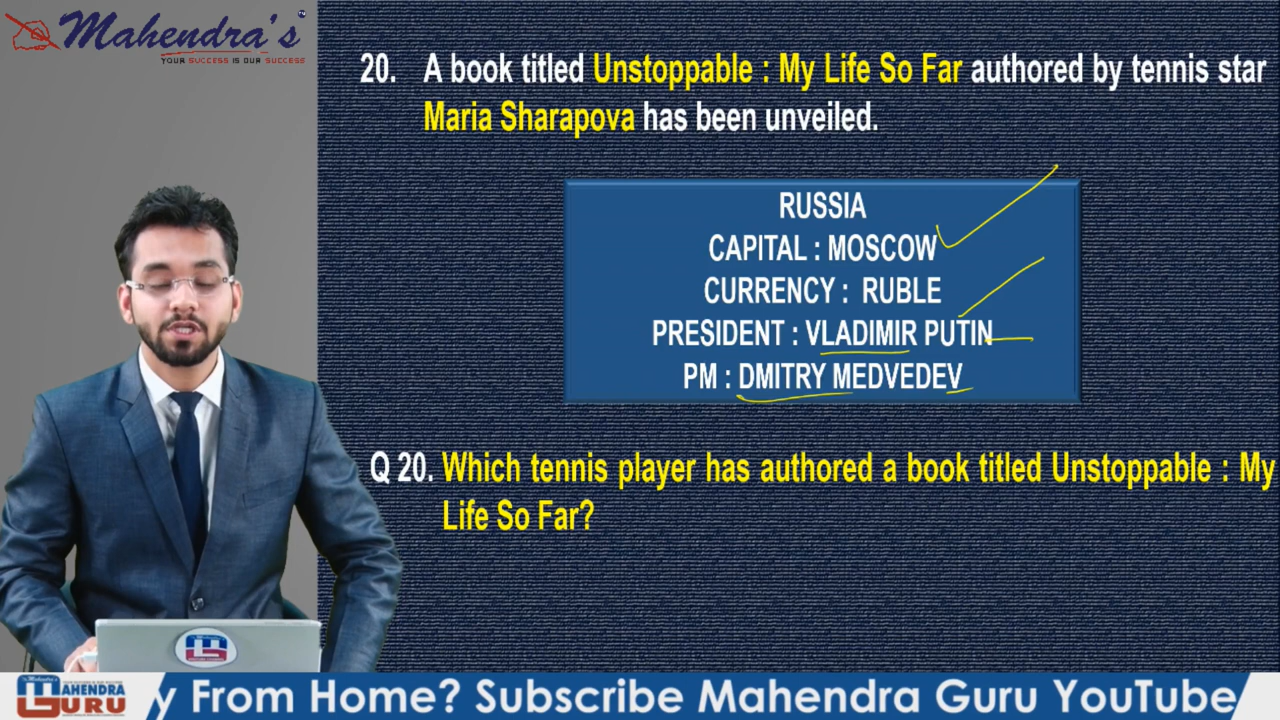 Mahendra's
YOUR SUCCESS IS OUR SUCCESS
20. A book titled Unstoppable : My Life So Far authored by tennis star
Maria Sharapova has been unveiled.
RUSSIA
CAPITAL : MOSCOW
CURRENCY : RUBLE
PRESIDENT : VLADIMIR PUTIN
PM : DMITRY MEDVEDEV
Q 20. Which tennis player has authored a book titled Unstoppable : My
Life So Far?
MAHENDRA
GURU
y From Home? Subscribe Mahendra Guru YouTube